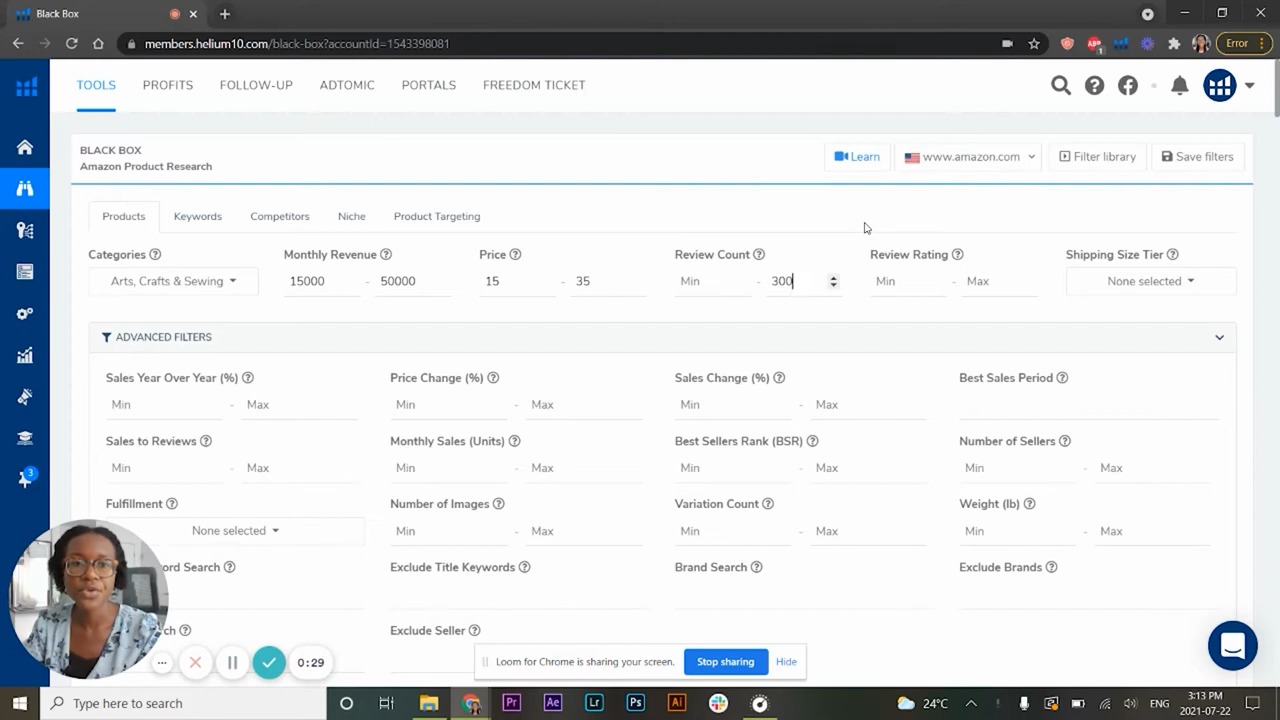 Black Box
members.helium10.com/black-box?accountId=1543398081
Error
TOOLS PROFITS FOLLOW-UP ADTOMIC PORTALS FREEDOM TICKET
BLACK BOX
Amazon Product Research
Learn www.amazon.com Filter library Save filters
Products Keywords Competitors Niche Product Targeting
Categories Monthly Revenue Price Review Count Review Rating Shipping Size Tier
Arts, Crafts & Sewing 15000 - 50000 15 - 35 Min - 300 Min - Max None selected
ADVANCED FILTERS
Sales Year Over Year (%) Price Change (%) Sales Change (%) Best Sales Period
Min - Max Min - Max Min - Max
Sales to Reviews Monthly Sales (Units) Best Sellers Rank (BSR) Number of Sellers
Min - Max Min - Max Min - Max Min - Max
Fulfillment Number of Images Variation Count Weight (lb)
None selected Min - Max Min - Max Min - Max
3
Search Exclude Title Keywords Brand Search Exclude Brands
Exclude Seller
0:29
Loom for Chrome is sharing your screen. Stop sharing Hide
Type here to search
Pr Ae Lr Ps Ai
24°C
3:13 PM
2021-07-22